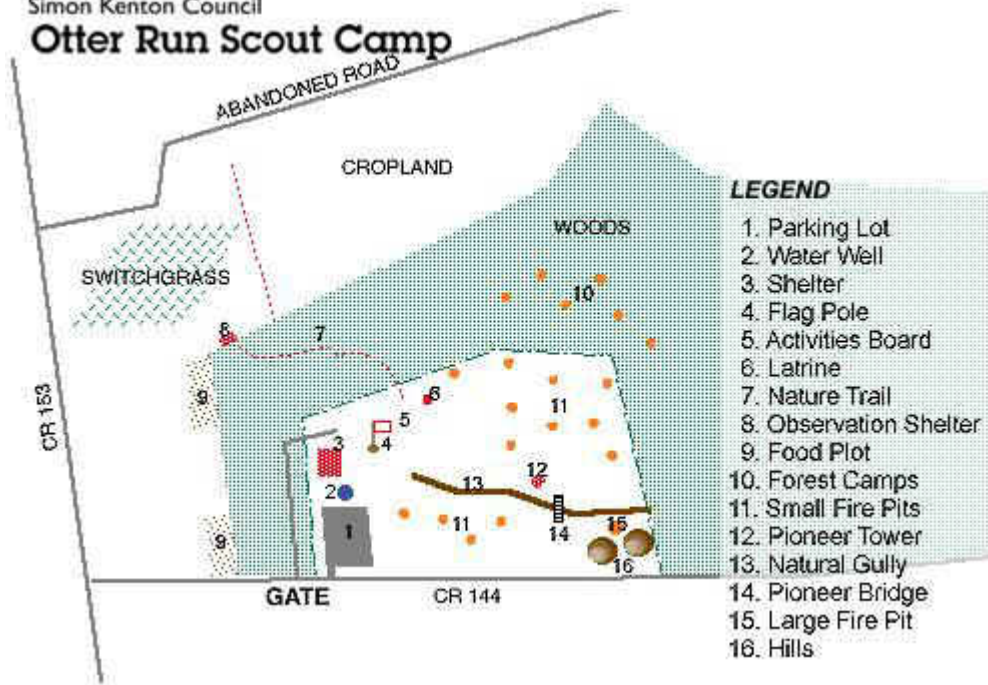 Simon Kenton Council
Otter Run Scout Camp
ABANDONED ROAD
CROPLAND
WOODS
SWITCHGRASS
CR 153
10
8
7
9
6
5
11
3
4
12
13
2
1
11
14
15
16
9
GATE
CR 144
LEGEND
1. Parking Lot
2. Water Well
3. Shelter
4. Flag Pole
5. Activities Board
6. Latrine
7. Nature Trail
8. Observation Shelter
9. Food Plot
10. Forest Camps
11. Small Fire Pits
12. Pioneer Tower
13. Natural Gully
14. Pioneer Bridge
15. Large Fire Pit
16. Hills